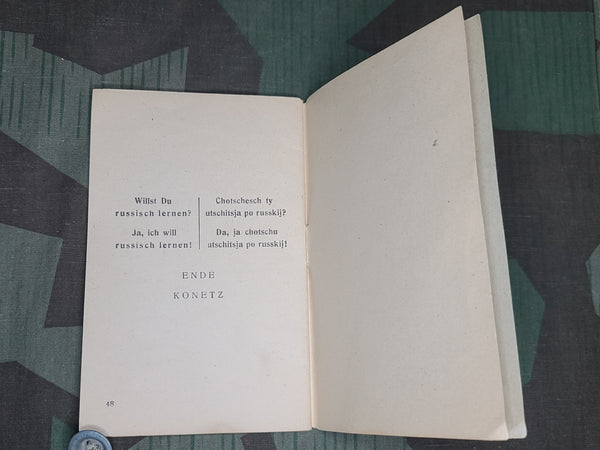 Willst Du
russisch lernen?
Ja, ich will
russisch lernen!
Chotschesch ty
utschitsja po russkij?
Da, ja chotschu
utschitsja po russkij!
ENDE
KONETZ
48